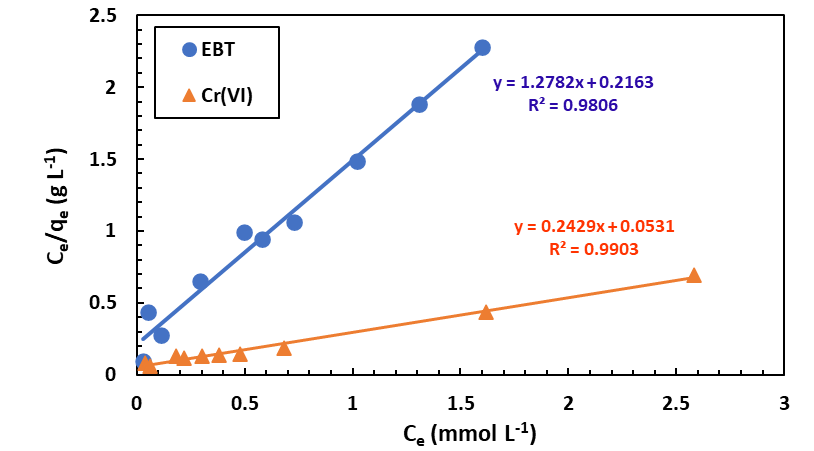 2.5
2
1.5
1
0.5
0
EBT
Cr(VI)
y = 1.2782x + 0.2163
R² = 0.9806
y = 0.2429x + 0.0531
R² = 0.9903
Cₑ/qₑ (g L⁻¹)
0 0.5 1 1.5 2 2.5 3
Cₑ (mmol L⁻¹)